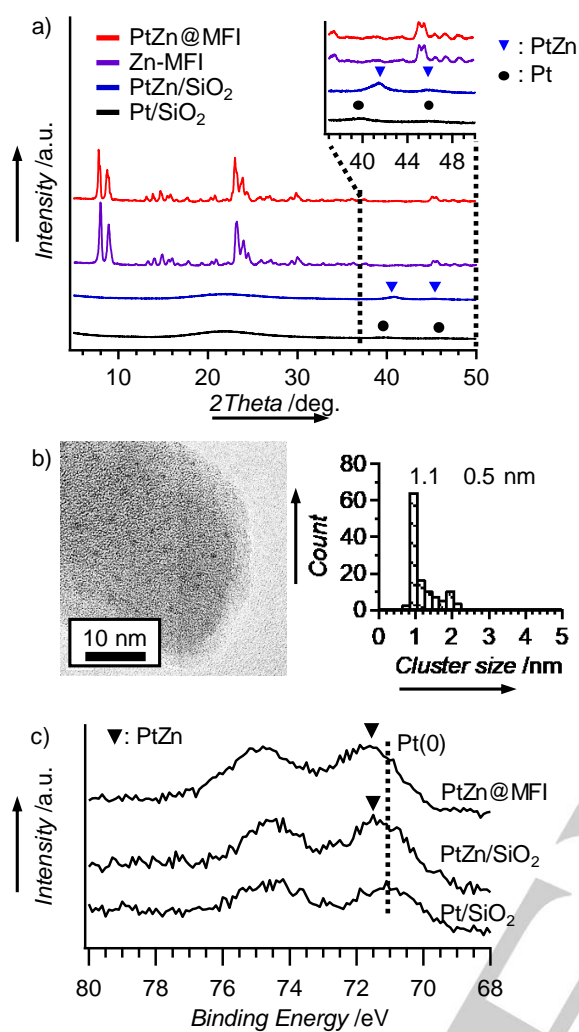 a)
PtZn@MFI
Zn-MFI
PtZn/SiO2
Pt/SiO2
▼: PtZn
●: Pt
40 44 48
Intensity /a.u.
10 20 30 40 50
2Theta /deg.
b)
10 nm
80
60
40
20
0
Count
1.1 0.5 nm
0 1 2 3 4 5
Cluster size /nm
c)
▼: PtZn
Pt(0)
PtZn@MFI
PtZn/SiO2
Pt/SiO2
Intensity /a.u.
80 78 76 74 72 70 68
Binding Energy /eV